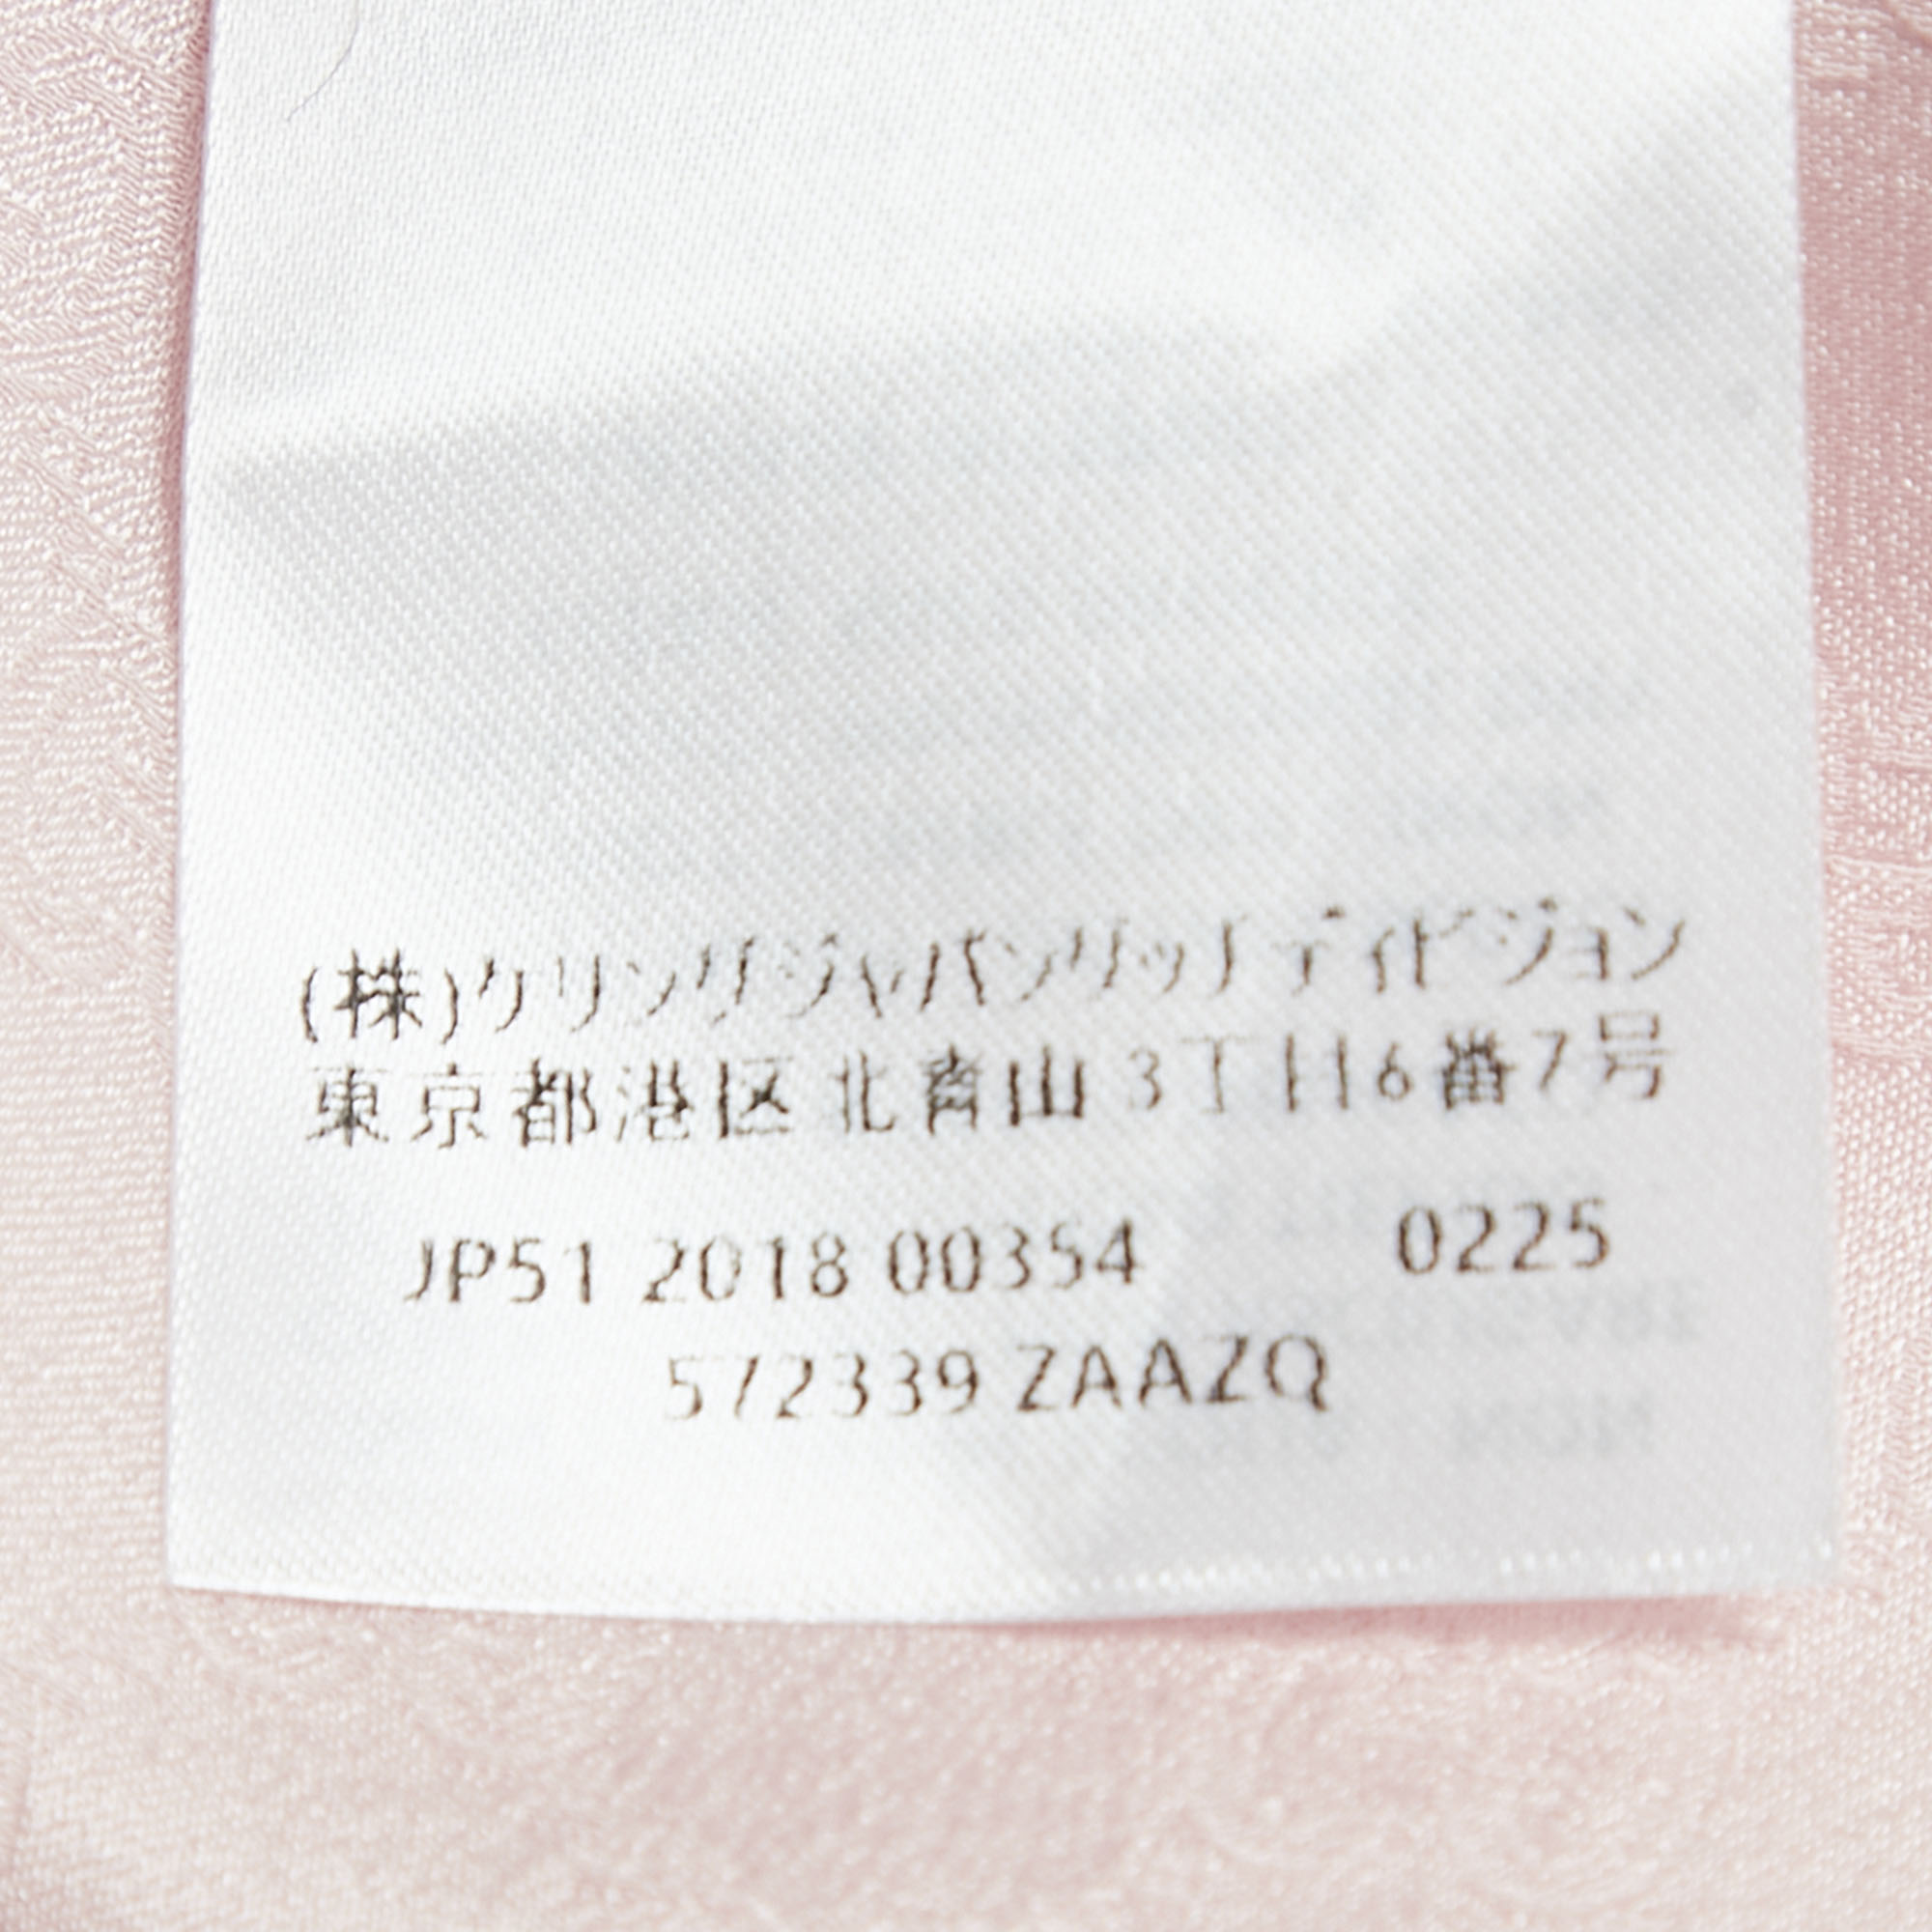 (株)ケリングジャパングッチディビジョン
東京都港区北青山3丁目6番7号
JP51 2018 00354 0225
572339 ZAAZQ